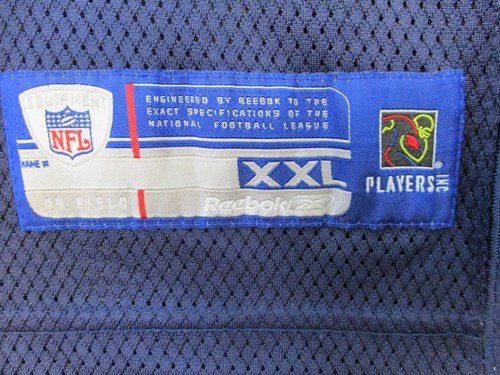 EQUIPMENT
NFL
ENGINEERED BY REEBOK TO THE
EXACT SPECIFICATIONS OF THE
NATIONAL FOOTBALL LEAGUE
NAME #
XXL
ON FIELD
Reebok
PLAYERS INC
®